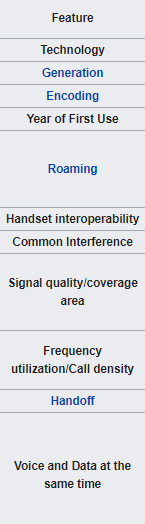 Feature
Technology
Generation
Encoding
Year of First Use
Roaming
Handset interoperability
Common Interference
Signal quality/coverage
area
Frequency
utilization/Call density
Handoff
Voice and Data at the
same time